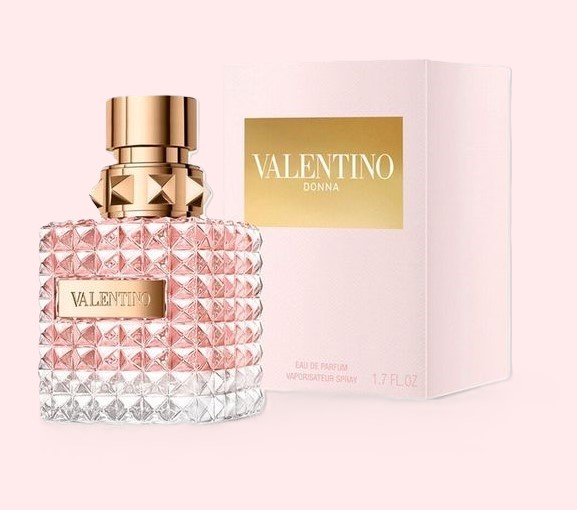 VALENTINO
VALENTINO
DONNA
EAU DE PARFUM
VAPORISATEUR SPRAY 1.7 FL.OZ